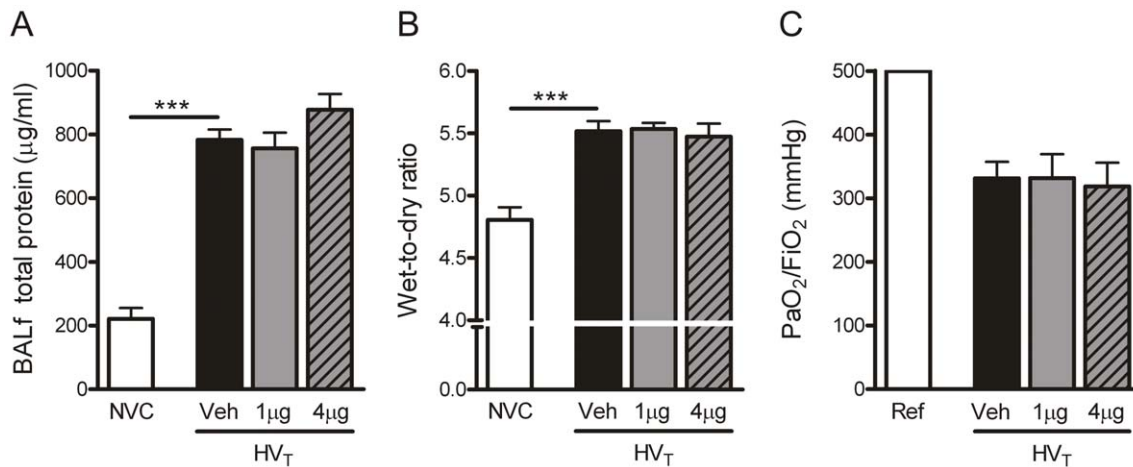 A
BALf total protein (μg/ml)
1000
800
600
400
200
0
***
NVC Veh 1μg 4μg
HVT
B
Wet-to-dry ratio
6.0
5.5
5.0
4.5
4.0
0.0
***
NVC Veh 1μg 4μg
HVT
C
PaO2/FiO2 (mmHg)
500
400
300
200
100
0
Ref Veh 1μg 4μg
HVT